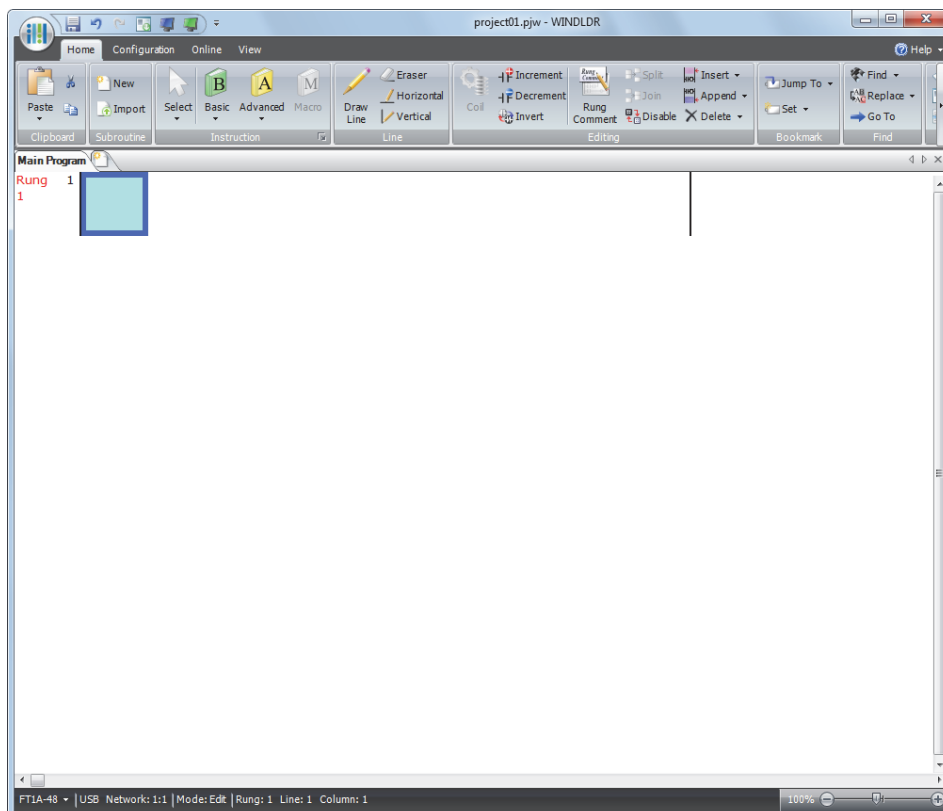 project01.pjw - WINDLDR
Home Configuration Online View Help
Paste
Clipboard
New
Import
Subroutine
Select Basic Advanced Macro
B A M
Instruction
Draw Line
Eraser
Horizontal
Vertical
Line
Coil
Increment
Decrement
Invert
Rung Comment
Split
Join
Disable
Insert
Append
Delete
Editing
Jump To
Set
Bookmark
Find
Replace
Go To
Find
Main Program
Rung 1
1
FT1A-48 USB Network: 1:1 Mode: Edit Rung: 1 Line: 1 Column: 1 100%